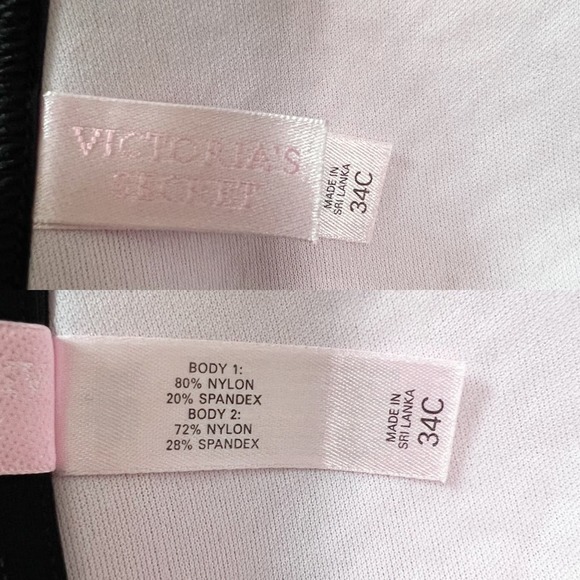 VICTORIA'S
SECRET
MADE IN
SRI LANKA
34C
BODY 1:
80% NYLON
20% SPANDEX
BODY 2:
72% NYLON
28% SPANDEX
MADE IN
SRI LANKA
34C